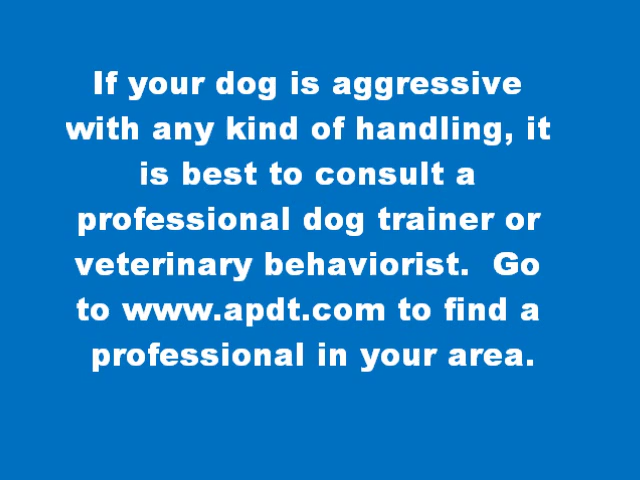 If your dog is aggressive
with any kind of handling, it
is best to consult a
professional dog trainer or
veterinary behaviorist.  Go
to www.apdt.com to find a
professional in your area.